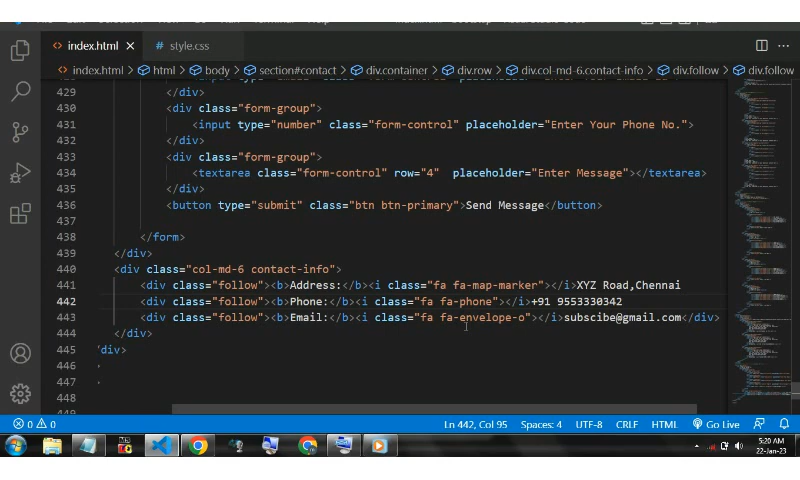 index.html
# style.css
index.html > html > body > section#contact > div.container > div.row > div.col-md-6.contact-info > div.follow > div.follow
429 </div>
430 <div class="form-group">
431 <input type="number" class="form-control" placeholder="Enter Your Phone No.">
432 </div>
433 <div class="form-group">
434 <textarea class="form-control" row="4" placeholder="Enter Message"></textarea>
435 </div>
436 <button type="submit" class="btn btn-primary">Send Message</button>
437
438 </form>
439 </div>
440 <div class="col-md-6 contact-info">
441 <div class="follow"><b>Address:</b><i class="fa fa-map-marker"></i>XYZ Road,Chennai
442 <div class="follow"><b>Phone:</b><i class="fa fa-phone"></i>+91 9553330342
443 <div class="follow"><b>Email:</b><i class="fa fa-envelope-o"></i>subscibe@gmail.com</div>
444 </div>
445 div>
446
447
448
449
0 0 Ln 442, Col 95 Spaces: 4 UTF-8 CRLF HTML Go Live
5:20 AM
22-Jan-23